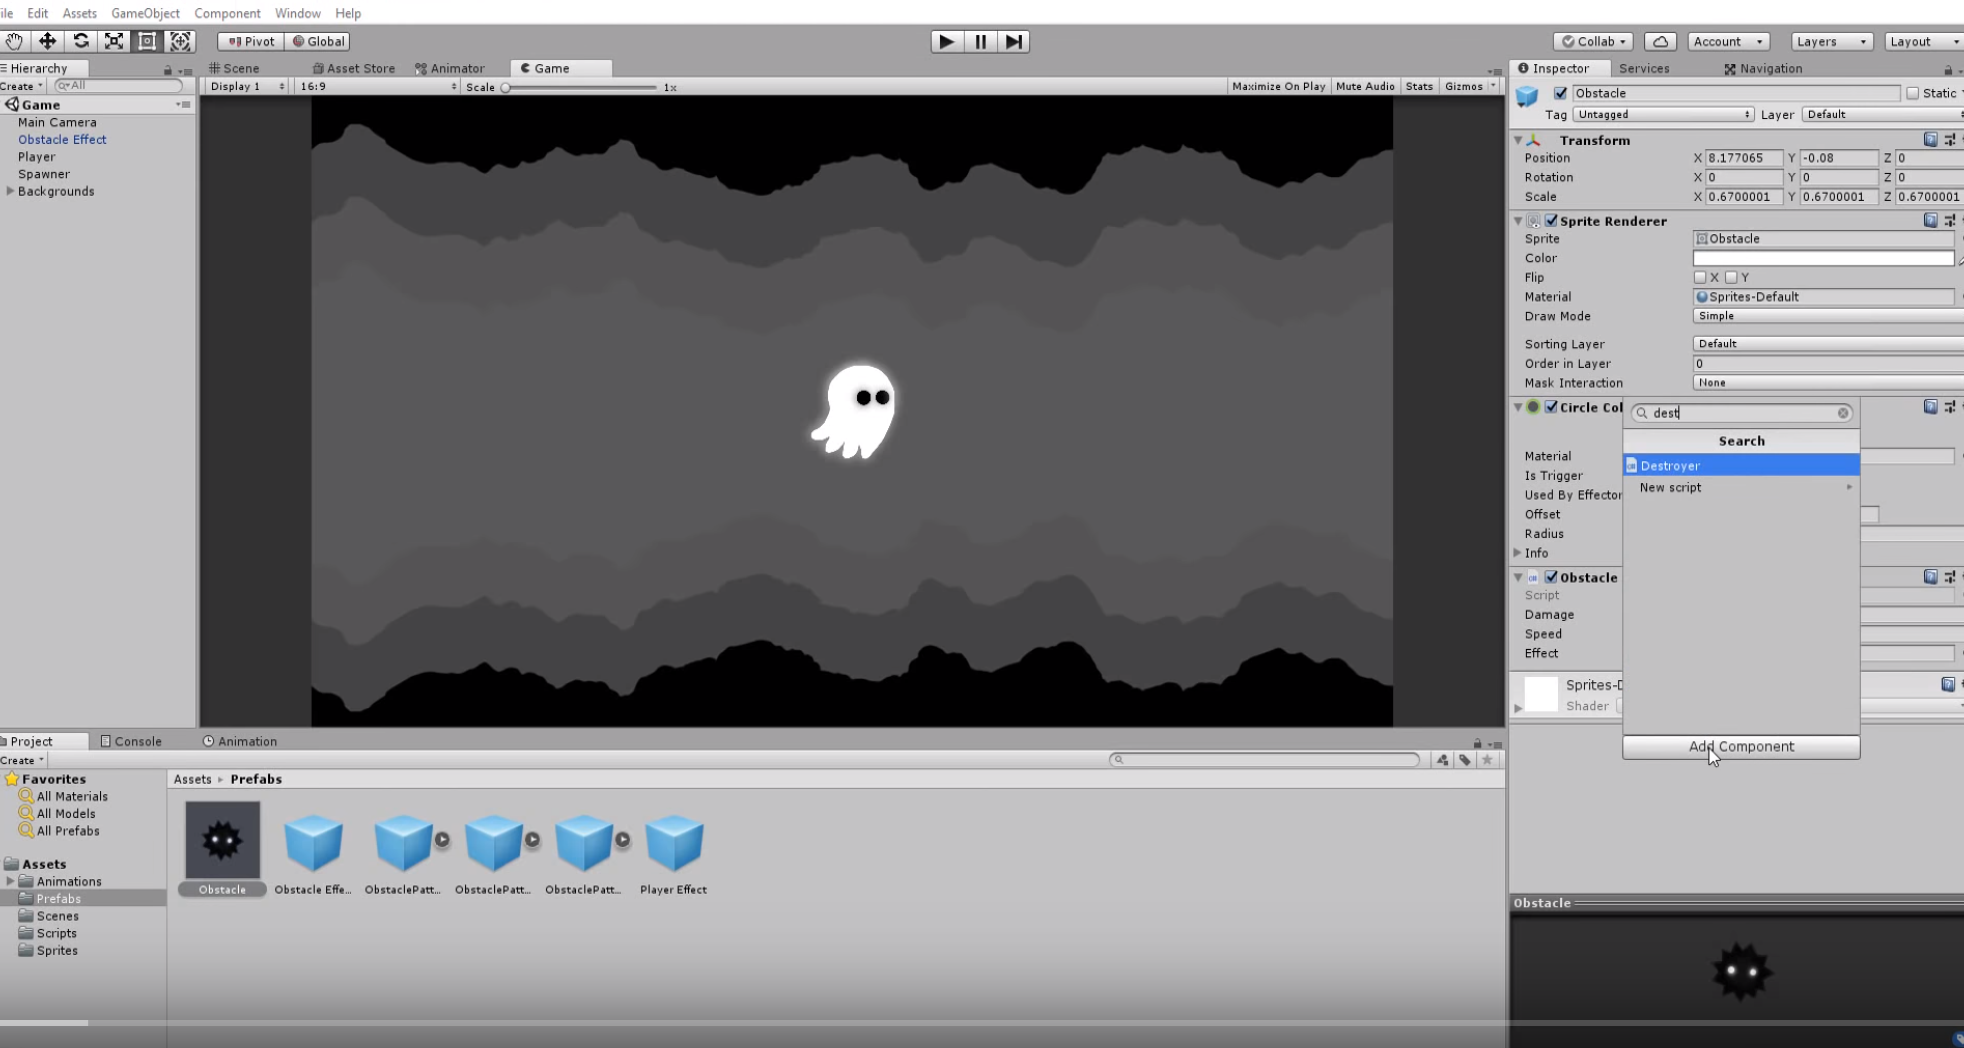 ile Edit Assets GameObject Component Window Help
Pivot Global Collab Account Layers Layout
Hierarchy
Create All
Game
Main Camera
Obstacle Effect
Player
Spawner
Backgrounds
Scene Asset Store Animator Game
Display 1 16:9 Scale 1x Maximize On Play Mute Audio Stats Gizmos
Inspector Services Navigation
Obstacle Static
Tag Untagged Layer Default
Transform
Position X 8.177065 Y -0.08 Z 0
Rotation X 0 Y 0 Z 0
Scale X 0.6700001 Y 0.6700001 Z 0.6700001
Sprite Renderer
Sprite Obstacle
Color
Flip X Y
Material Sprites-Default
Draw Mode Simple
Sorting Layer Default
Order in Layer 0
Mask Interaction None
Circle Col
Material
Is Trigger
Used By Effector
Offset
Radius
Info
Obstacle
Script
Damage
Speed
Effect
Sprites-D
Shader
dest
Search
Destroyer
New script
Add Component
Project Console Animation
Create
Favorites
All Materials
All Models
All Prefabs
Assets
Animations
Prefabs
Scenes
Scripts
Sprites
Assets Prefabs
Obstacle Obstacle Effe... ObstaclePatt... ObstaclePatt... ObstaclePatt... Player Effect
Obstacle